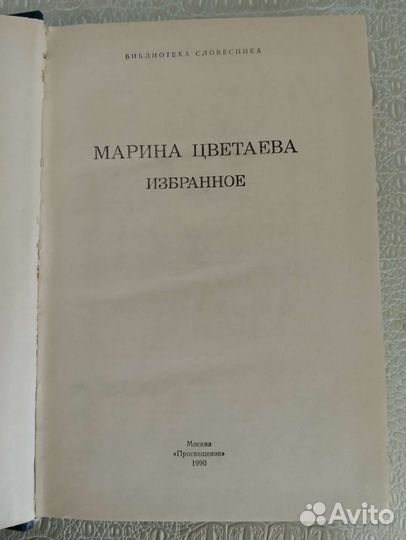 БИБЛИОТЕКА СЛОВЕСНИКА
МАРИНА ЦВЕТАЕВА
ИЗБРАННОЕ
Москва
«Просвещение»
1990
Avito